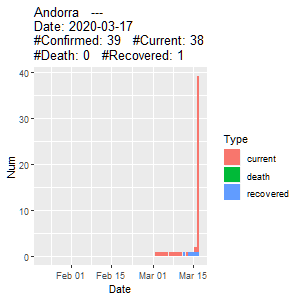 Andorra   ---
Date: 2020-03-17
#Confirmed: 39   #Current: 38
#Death: 0   #Recovered: 1
40
30
20
10
0
Num
Feb 01
Feb 15
Mar 01
Mar 15
Date
Type
current
death
recovered